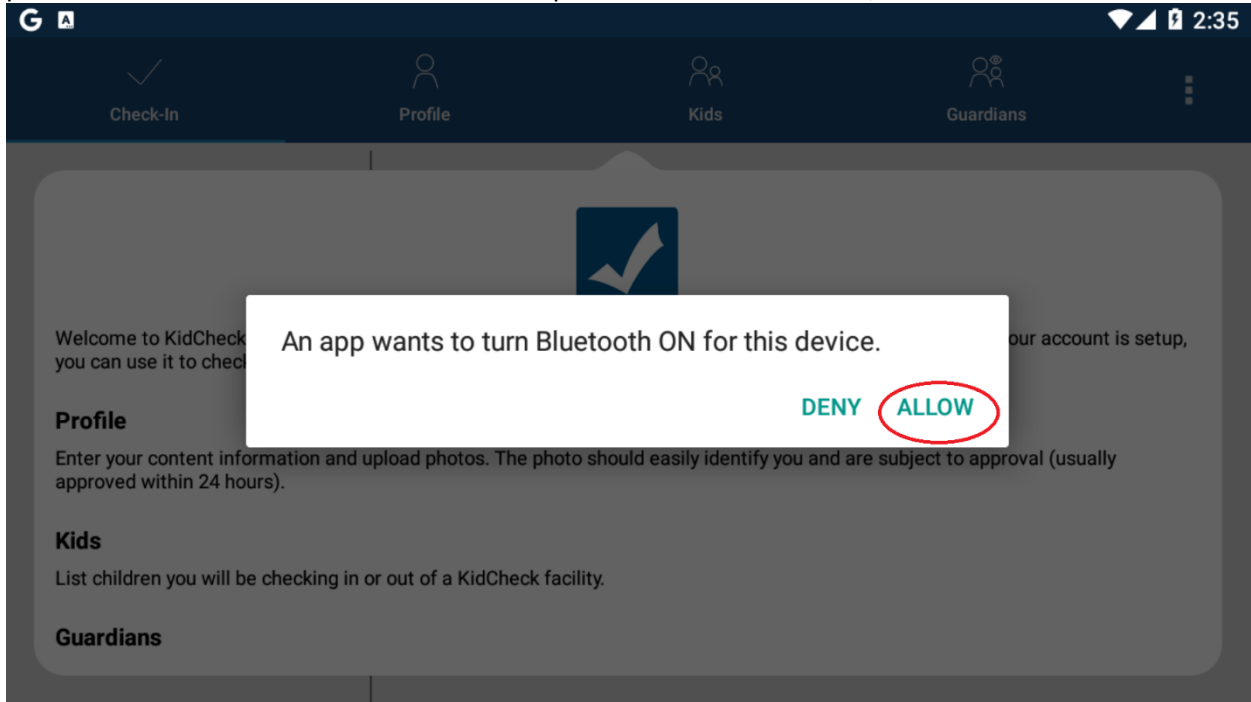 G A 2:35
Check-In Profile Kids Guardians
An app wants to turn Bluetooth ON for this device.
DENY ALLOW
Welcome to KidCheck our account is setup,
you can use it to check
Profile
Enter your content information and upload photos. The photo should easily identify you and are subject to approval (usually
approved within 24 hours).
Kids
List children you will be checking in or out of a KidCheck facility.
Guardians